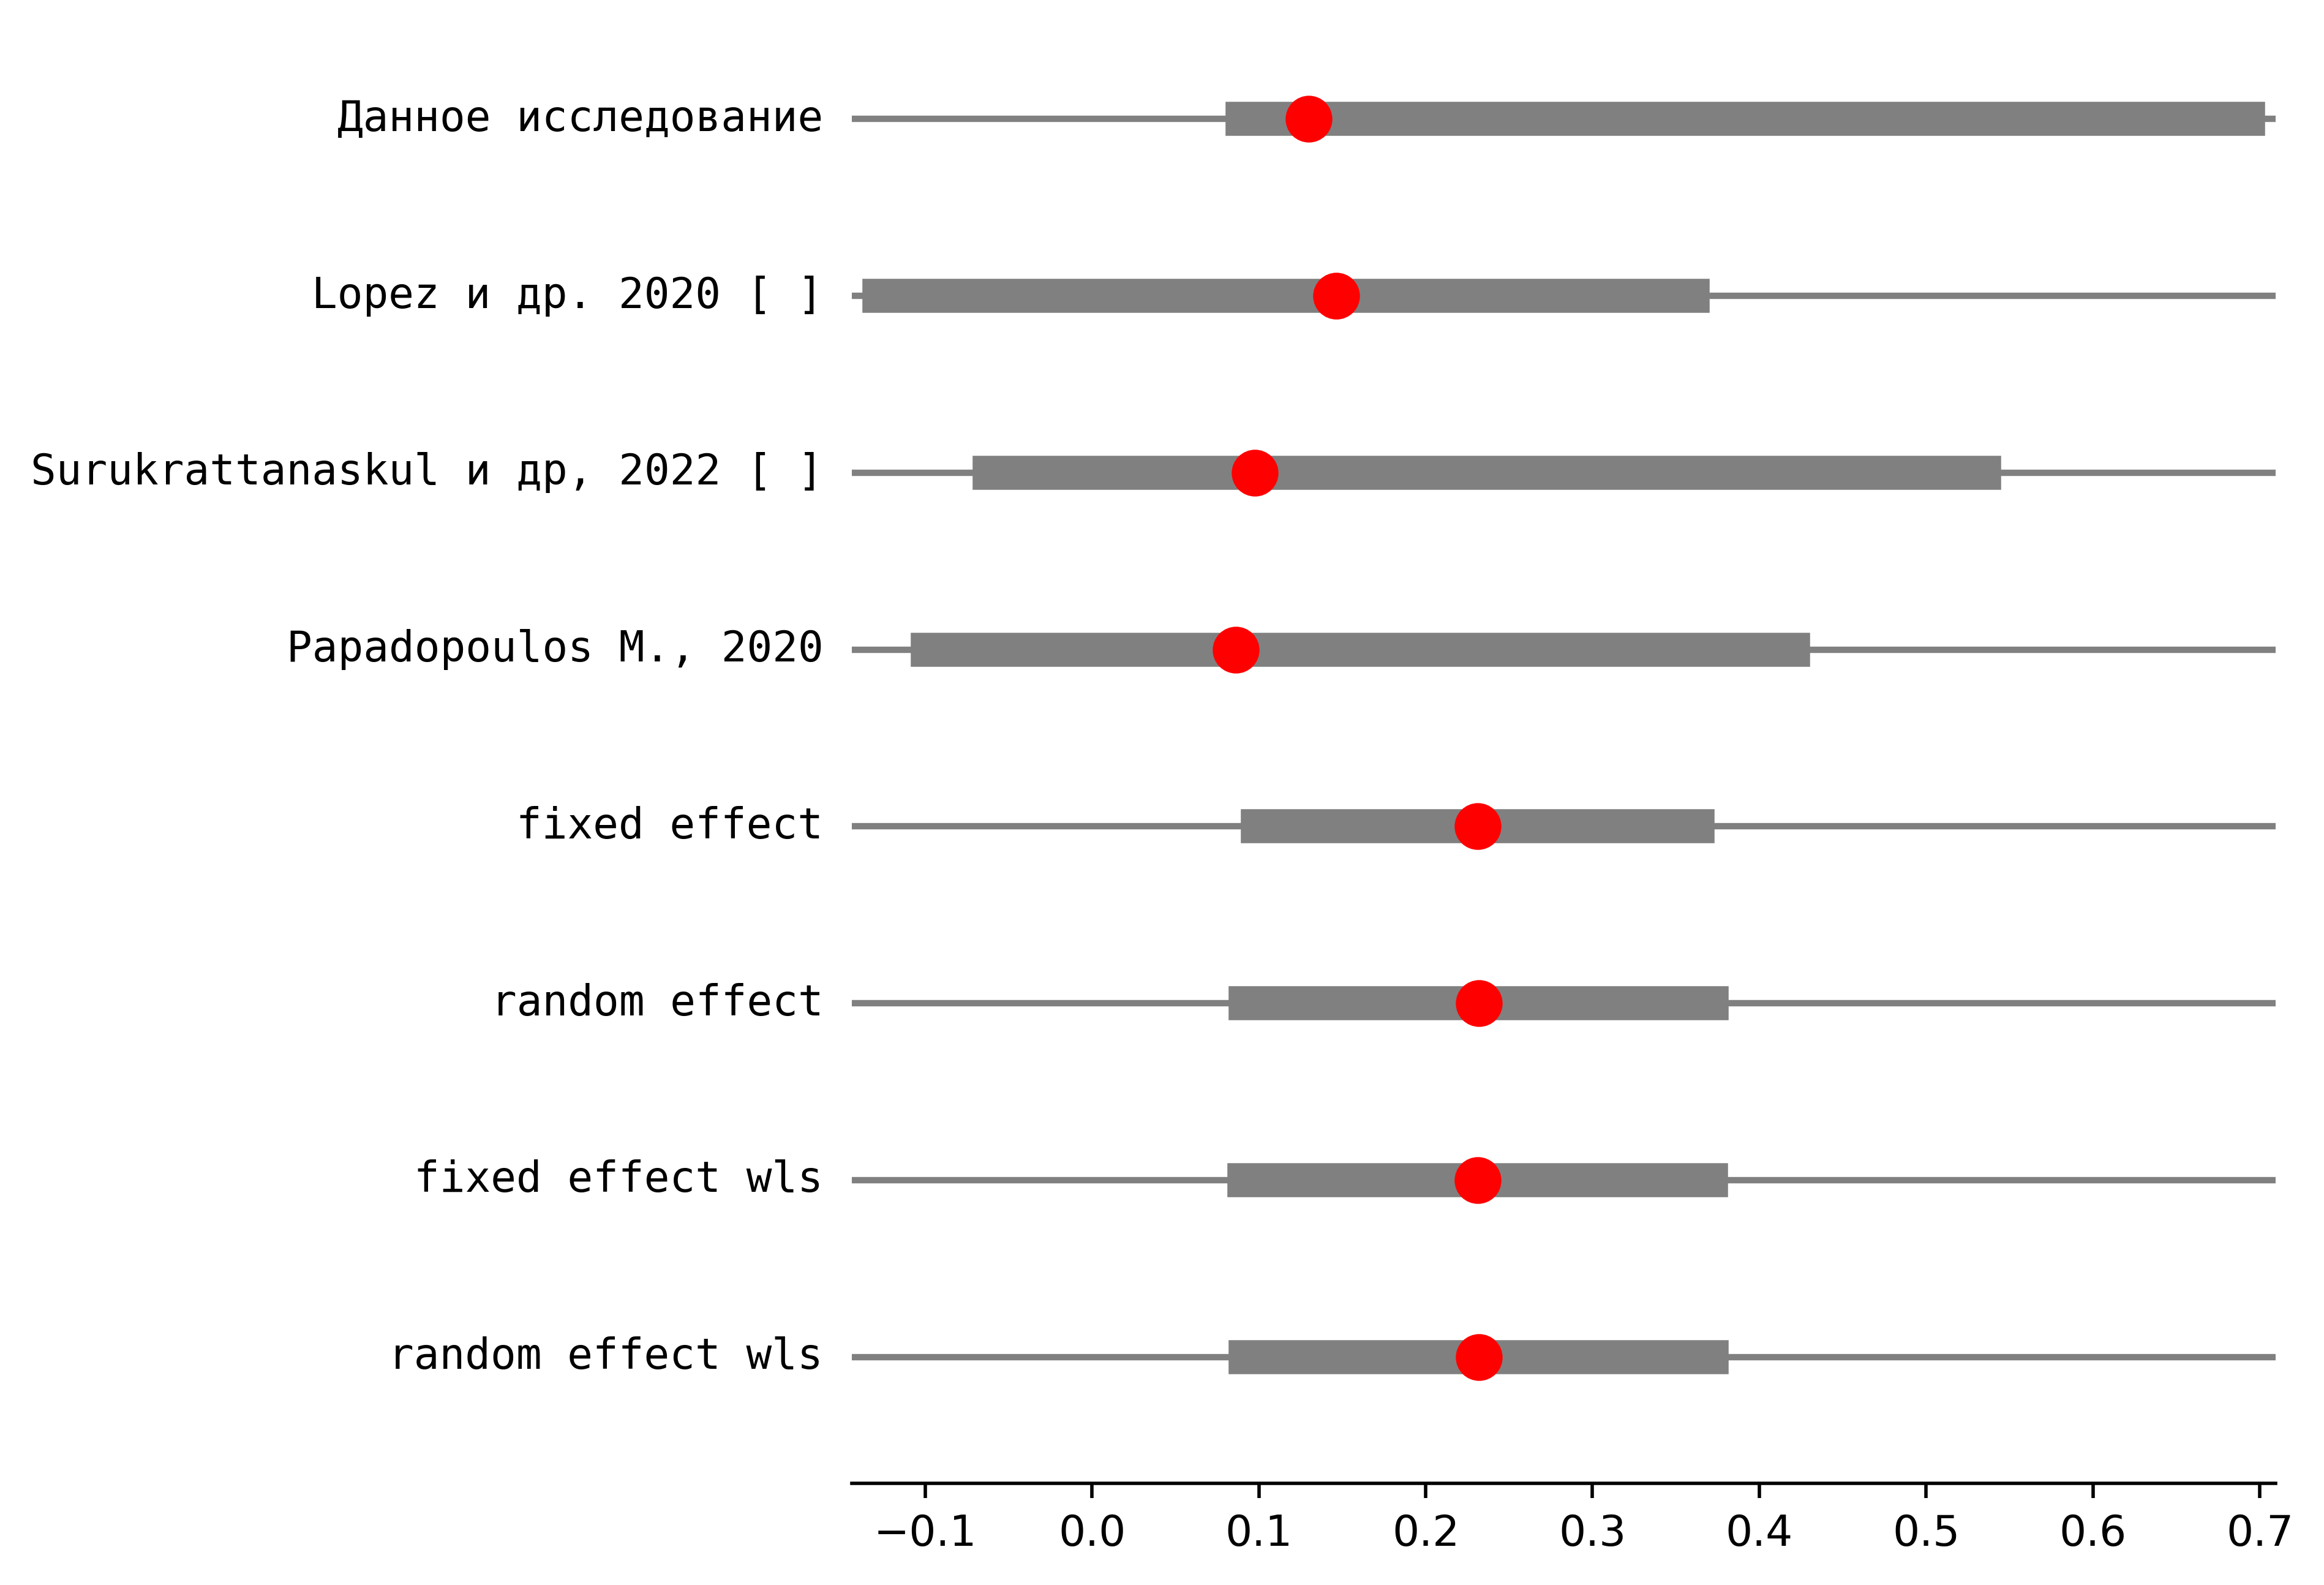 Данное исследование
Lopez и др. 2020 [ ]
Surukrattanaskul и др, 2022 [ ]
Papadopoulos M., 2020
fixed effect
random effect
fixed effect wls
random effect wls
−0.1 0.0 0.1 0.2 0.3 0.4 0.5 0.6 0.7